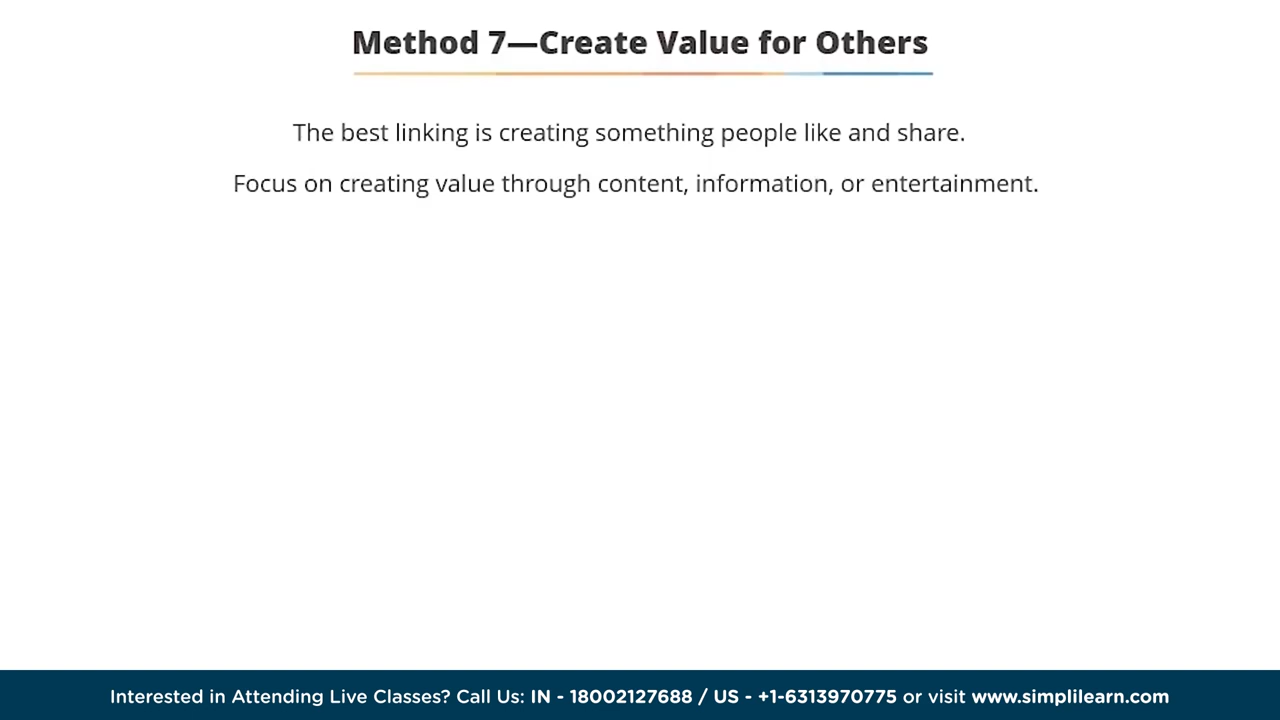 Method 7—Create Value for Others
The best linking is creating something people like and share.
Focus on creating value through content, information, or entertainment.
Interested in Attending Live Classes? Call Us: IN - 18002127688 / US - +1-6313970775 or visit www.simplilearn.com